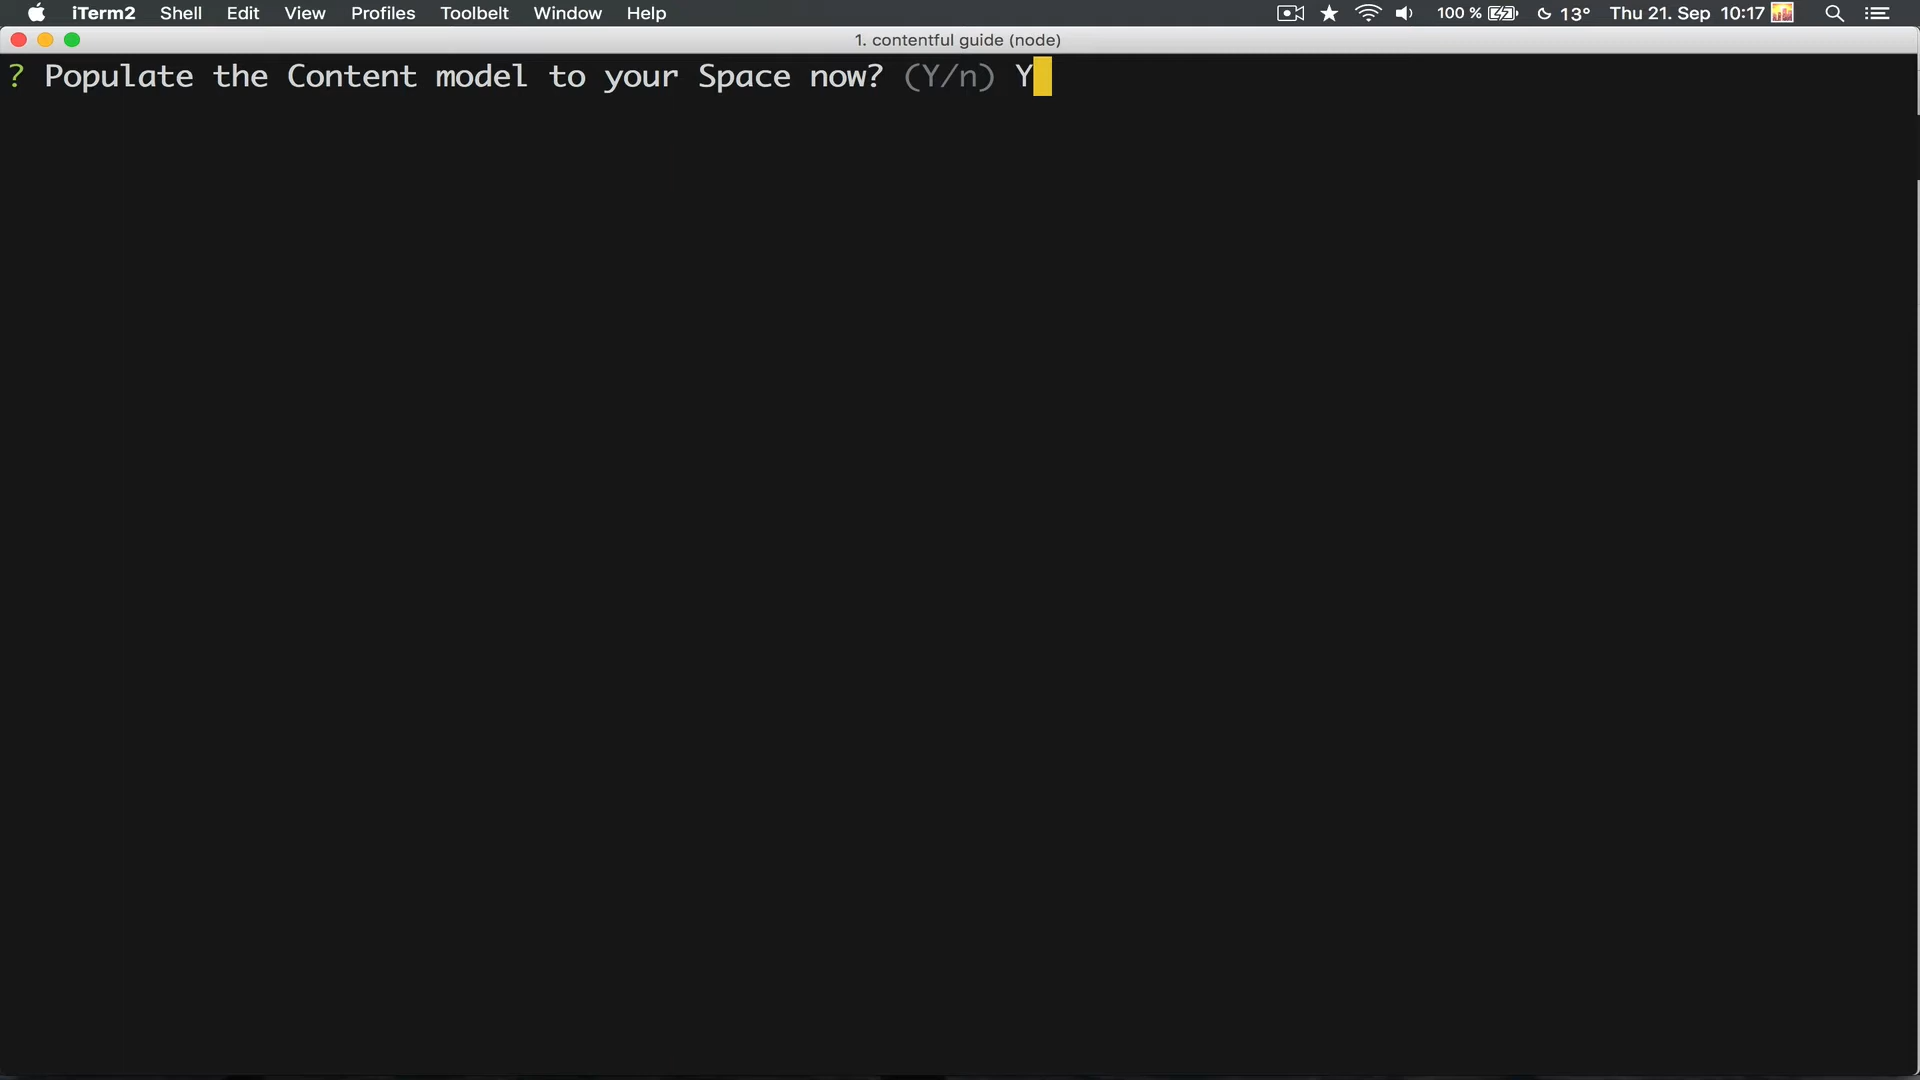 iTerm2 Shell Edit View Profiles Toolbelt Window Help 100 % 13° Thu 21. Sep 10:17
1. contentful guide (node)
? Populate the Content model to your Space now? (Y/n) Y